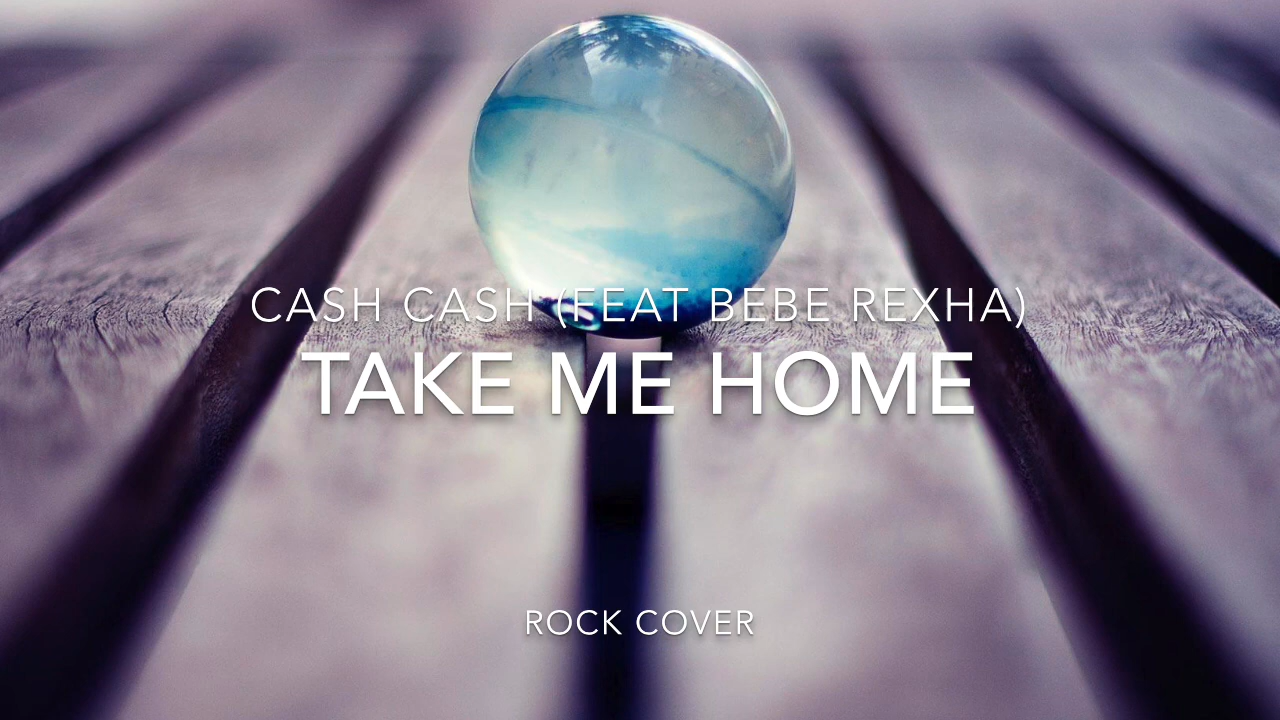 CASH CASH (FEAT BEBE REXHA)
TAKE ME HOME
ROCK COVER